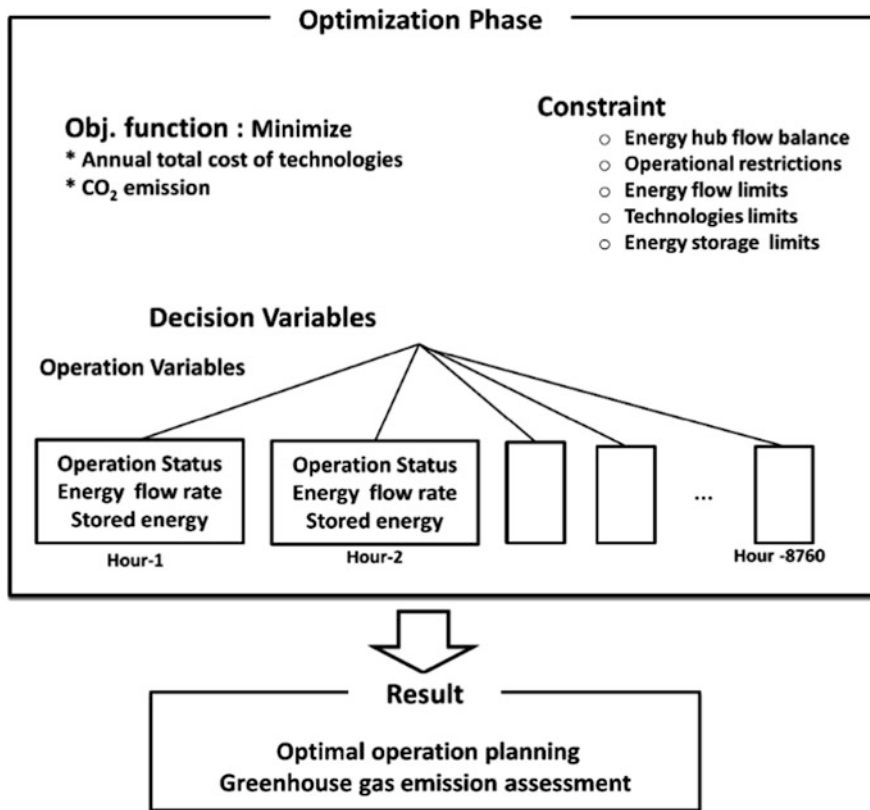 Optimization Phase
Obj. function : Minimize
* Annual total cost of technologies
* CO₂ emission
Constraint
○ Energy hub flow balance
○ Operational restrictions
○ Energy flow limits
○ Technologies limits
○ Energy storage limits
Decision Variables
Operation Variables
Operation Status
Energy flow rate
Stored energy
Hour-1
Operation Status
Energy flow rate
Stored energy
Hour-2
...
Hour -8760
Result
Optimal operation planning
Greenhouse gas emission assessment